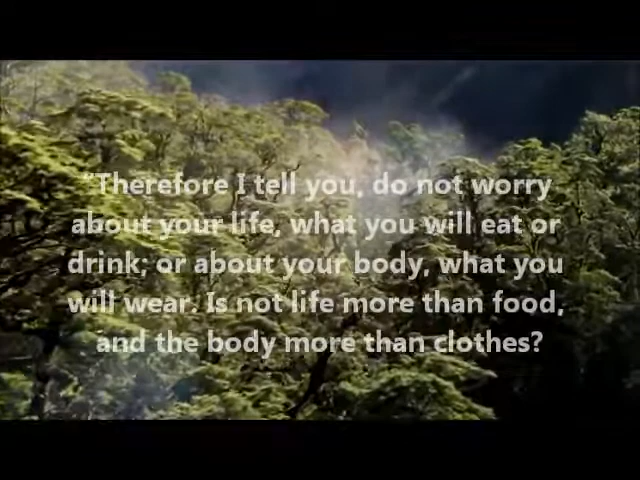 "Therefore I tell you, do not worry
about your life, what you will eat or
drink; or about your body, what you
will wear. Is not life more than food,
and the body more than clothes?